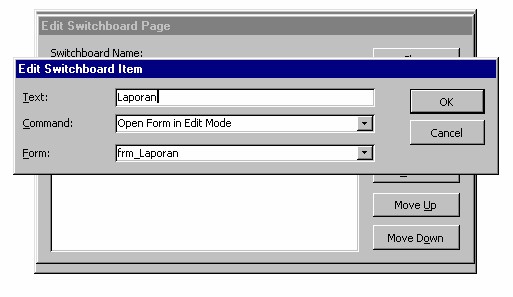 Edit Switchboard Page
Switchboard Name:
Edit Switchboard Item
Text: Laporan
OK
Command: Open Form in Edit Mode
Cancel
Form: frm_Laporan
Move Up
Move Down